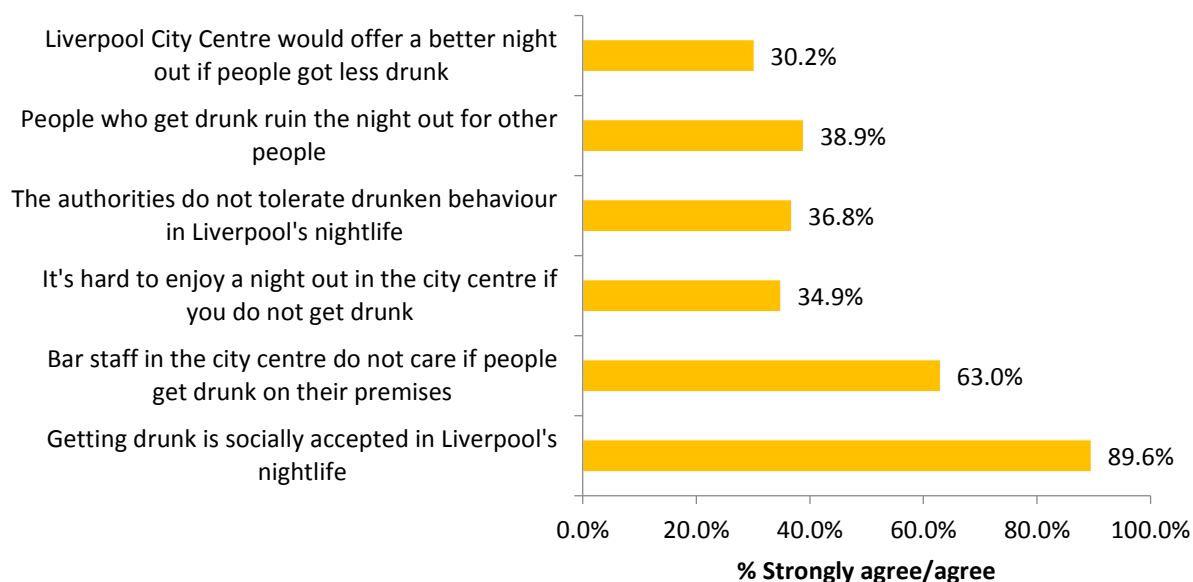 Liverpool City Centre would offer a better night
out if people got less drunk
30.2%
People who get drunk ruin the night out for other
people
38.9%
The authorities do not tolerate drunken behaviour
in Liverpool's nightlife
36.8%
It's hard to enjoy a night out in the city centre if
you do not get drunk
34.9%
Bar staff in the city centre do not care if people
get drunk on their premises
63.0%
Getting drunk is socially accepted in Liverpool's
nightlife
89.6%
0.0% 20.0% 40.0% 60.0% 80.0% 100.0%
% Strongly agree/agree